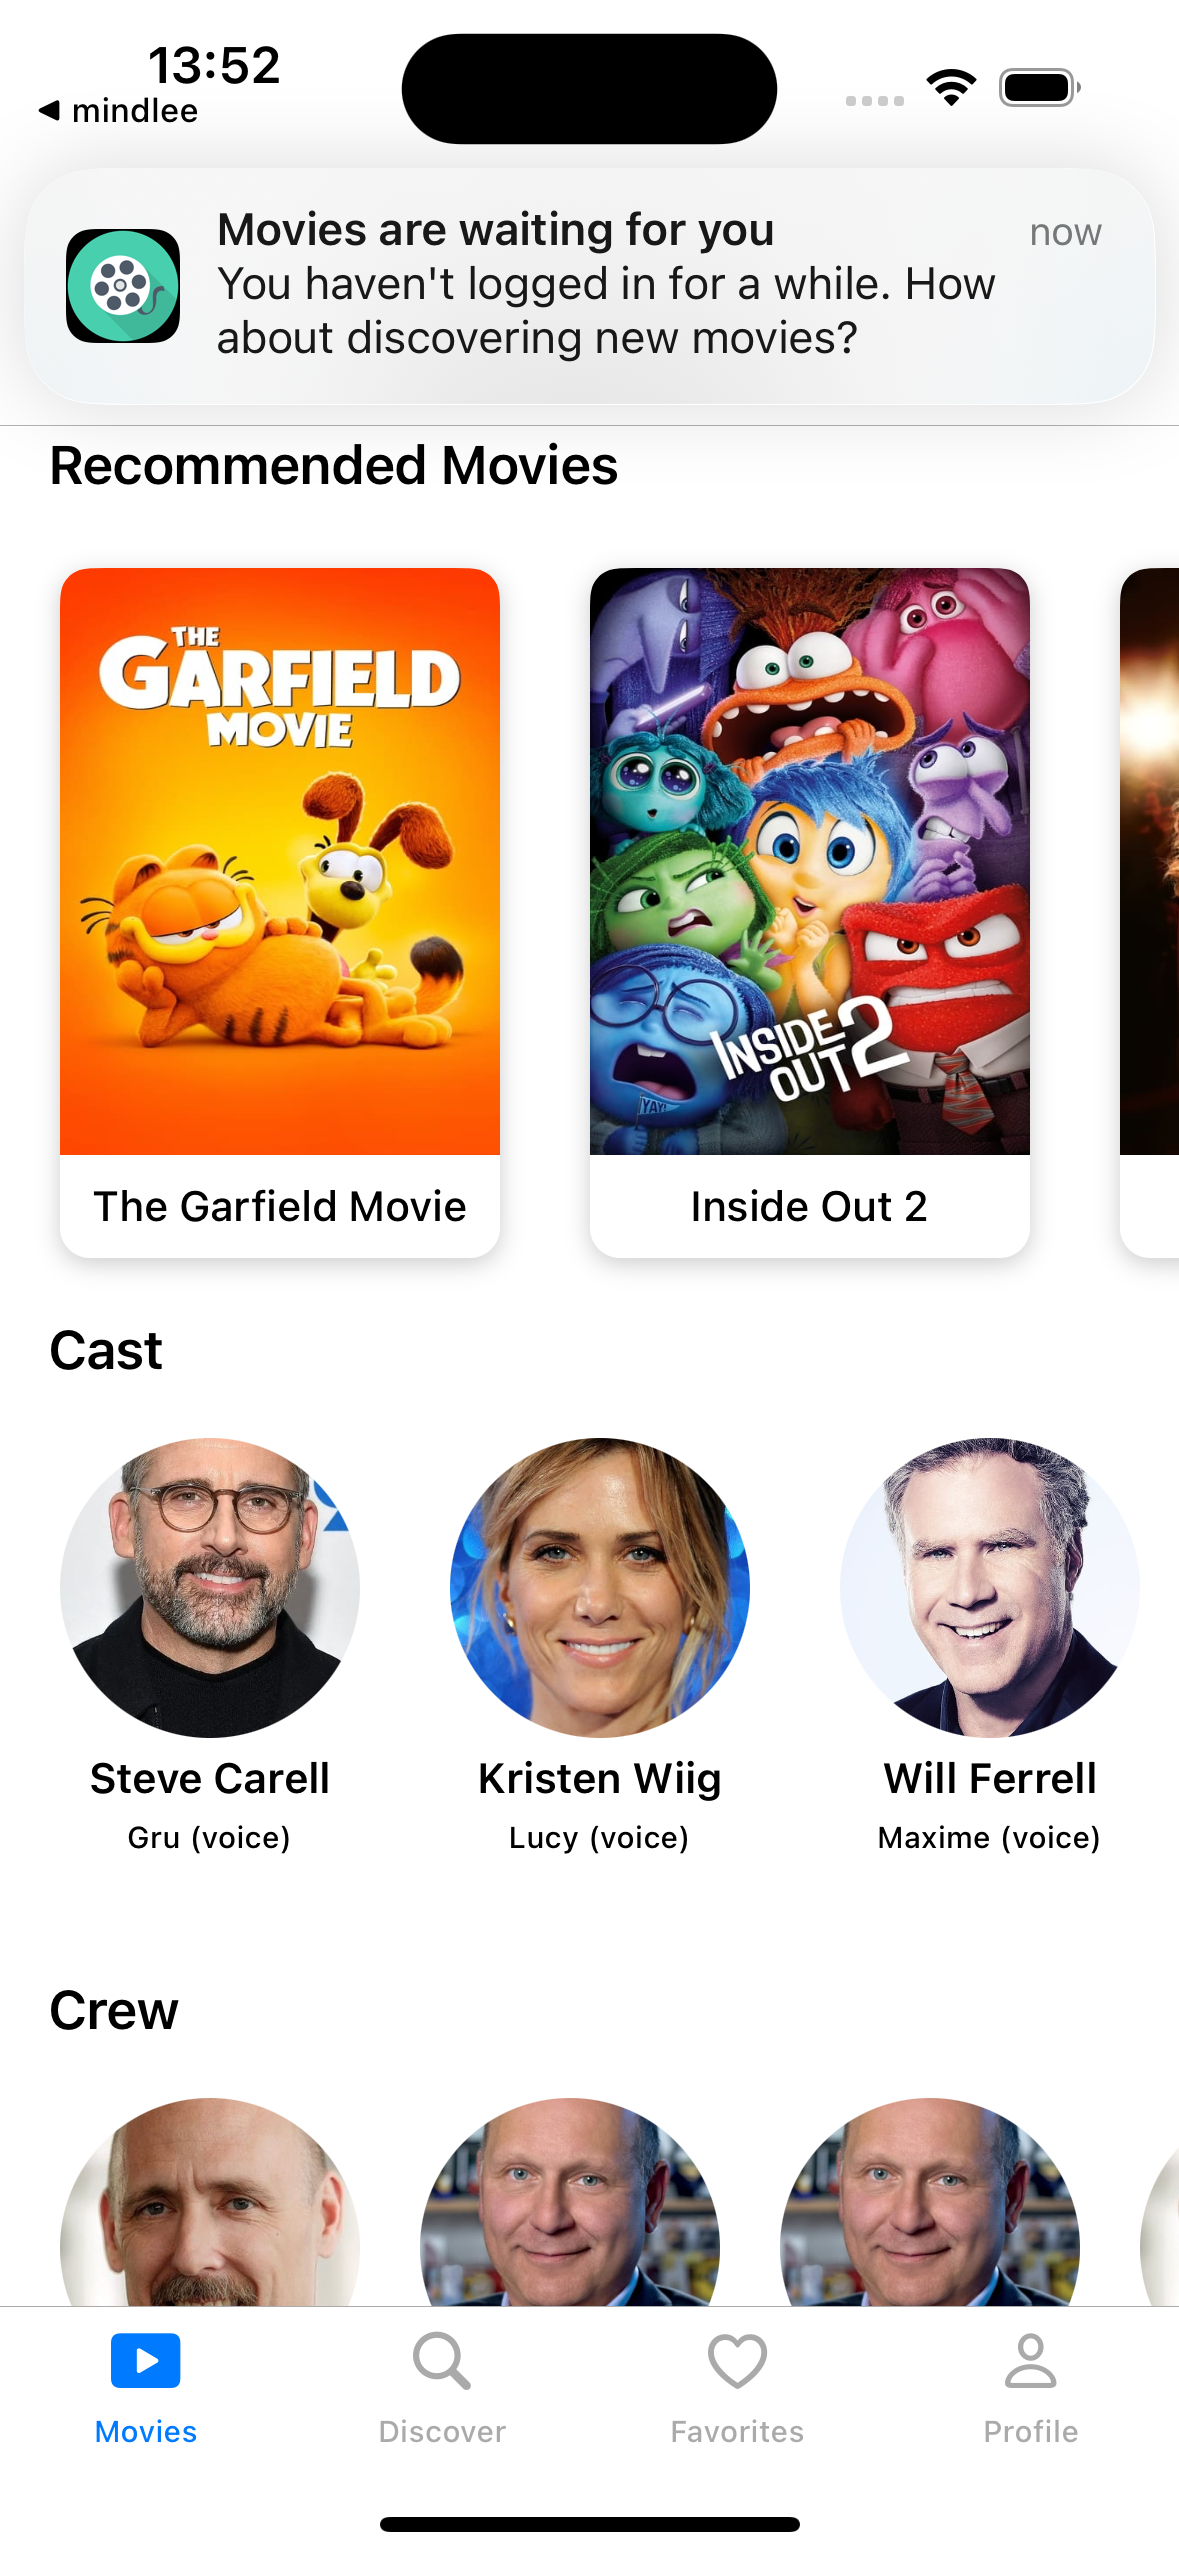 13:52
◀ mindlee
Movies are waiting for you
now
You haven't logged in for a while. How
about discovering new movies?
Recommended Movies
THE
GARFIELD
MOVIE
INSIDE
OUT 2
YAY!
The Garfield Movie
Inside Out 2
Cast
Steve Carell
Kristen Wiig
Will Ferrell
Gru (voice)
Lucy (voice)
Maxime (voice)
Crew
Movies
Discover
Favorites
Profile